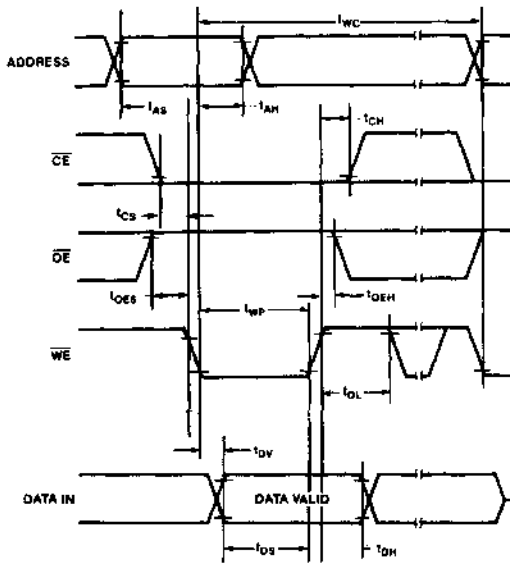 tWC
ADDRESS
tAS
tAH
tCH
CE
tCS
OE
tOES
tOEH
tWP
WE
tDL
tDV
DATA IN
DATA VALID
tDS
tDH